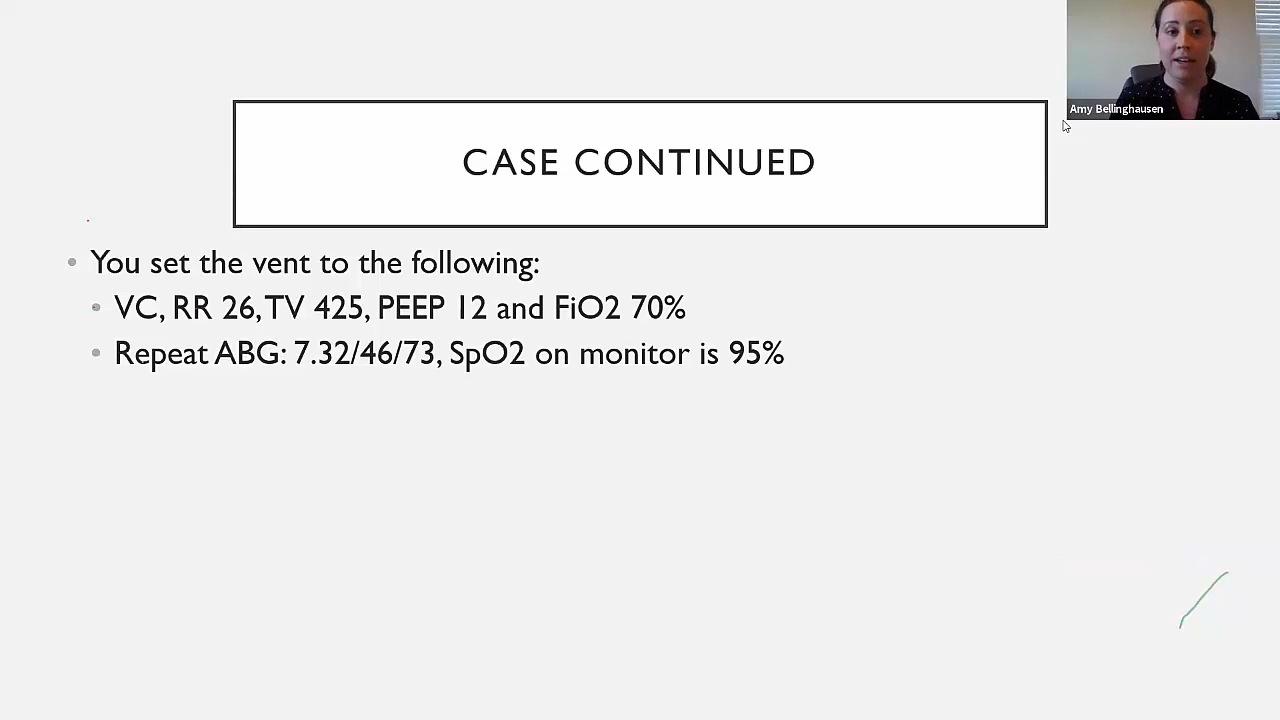 Amy Bellinghausen
CASE CONTINUED
You set the vent to the following:
VC, RR 26, TV 425, PEEP 12 and FiO2 70%
Repeat ABG: 7.32/46/73, SpO2 on monitor is 95%